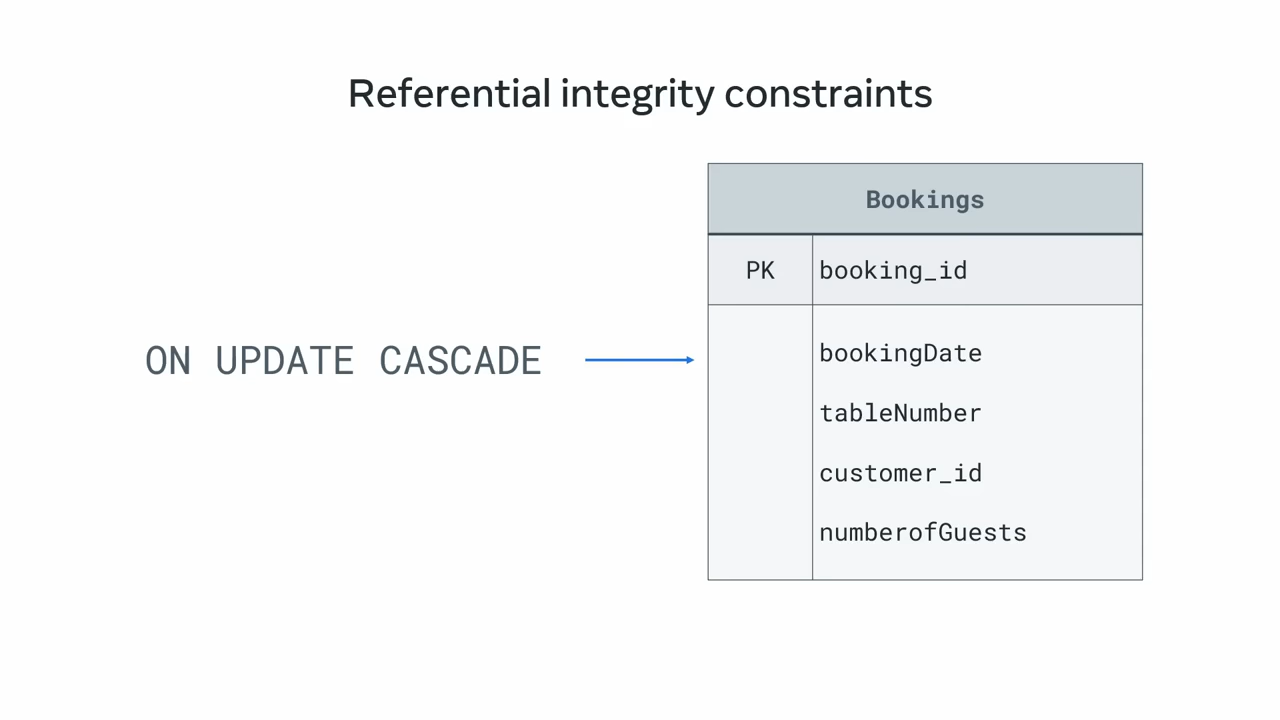 Referential integrity constraints
Bookings
PK booking_id
ON UPDATE CASCADE
bookingDate
tableNumber
customer_id
numberofGuests